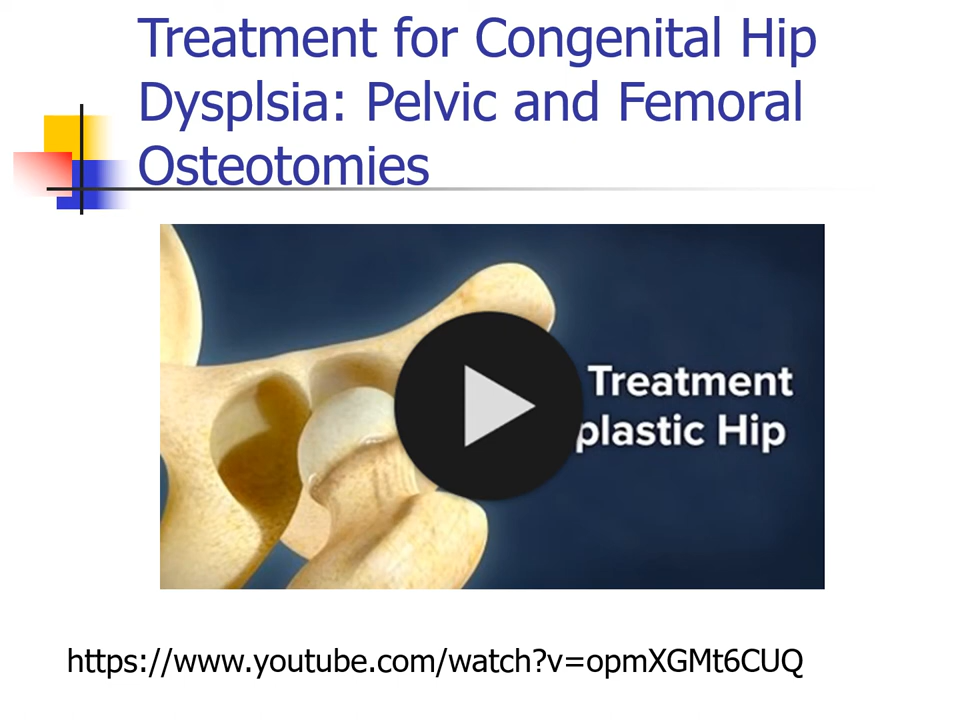 Treatment for Congenital Hip
Dysplsia: Pelvic and Femoral
Osteotomies
Treatment
plastic Hip
https://www.youtube.com/watch?v=opmXGMt6CUQ